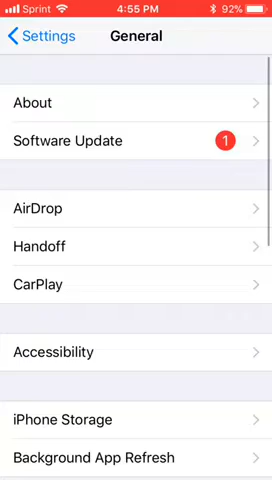 Sprint 4:55 PM 92%
Settings General
About
Software Update 1
AirDrop
Handoff
CarPlay
Accessibility
iPhone Storage
Background App Refresh